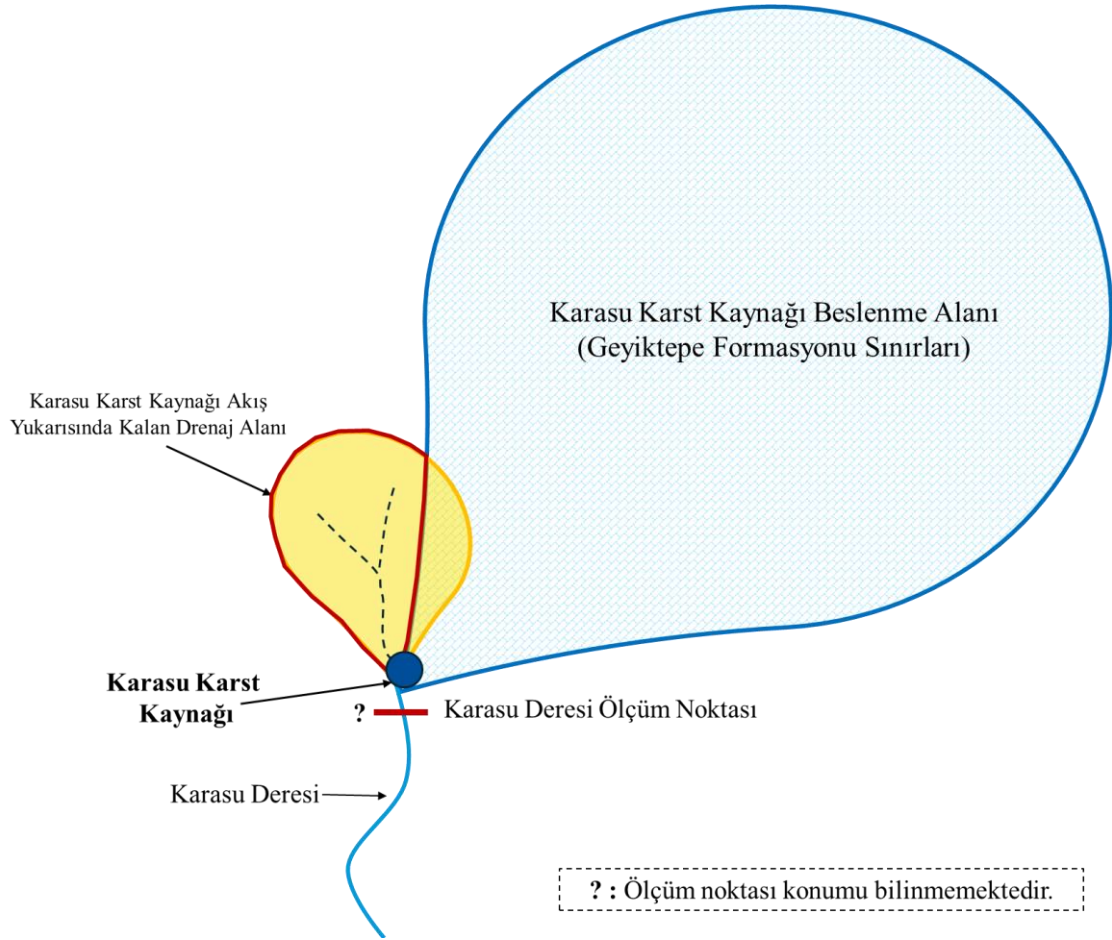 Karasu Karst Kaynağı Beslenme Alanı
(Geyiktepe Formasyonu Sınırları)
Karasu Karst Kaynağı Akış
Yukarısında Kalan Drenaj Alanı
Karasu Karst
Kaynağı
? Karasu Deresi Ölçüm Noktası
Karasu Deresi
? : Ölçüm noktası konumu bilinmemektedir.